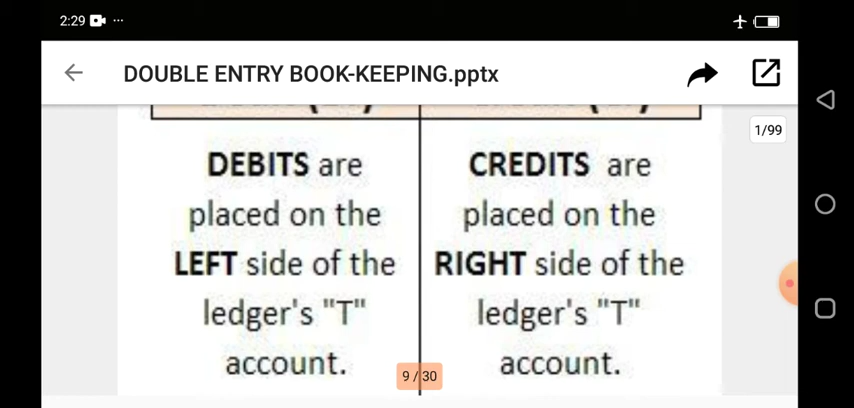 2:29 ...
DOUBLE ENTRY BOOK-KEEPING.pptx
1/99
DEBITS are
placed on the
LEFT side of the
ledger's "T"
account.
CREDITS are
placed on the
RIGHT side of the
ledger's "T"
account.
9 / 30